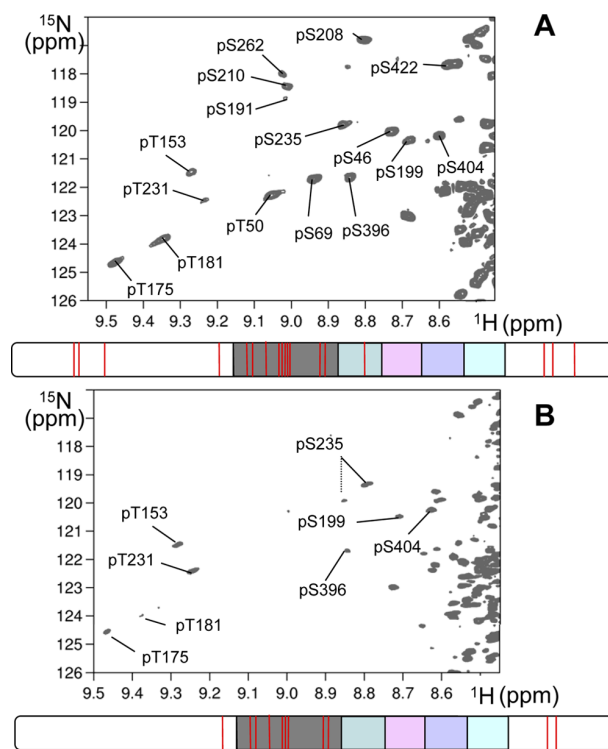 15N
(ppm)
A
115
118
119
120
121
122
123
124
125
126
pS208
pS262
pS422
pS210
pS191
pS235
pT153
pS46
pS404
pS199
pT231
pT50
pS69
pS396
pT181
pT175
9.5 9.4 9.3 9.2 9.1 9.0 8.9 8.8 8.7 8.6
1H (ppm)
15N
(ppm)
B
118
119
120
121
122
123
124
125
126
pS235
pT153
pS199
pS404
pT231
pS396
pT181
pT175
9.5 9.4 9.3 9.2 9.1 9.0 8.9 8.8 8.7 8.6
1H (ppm)